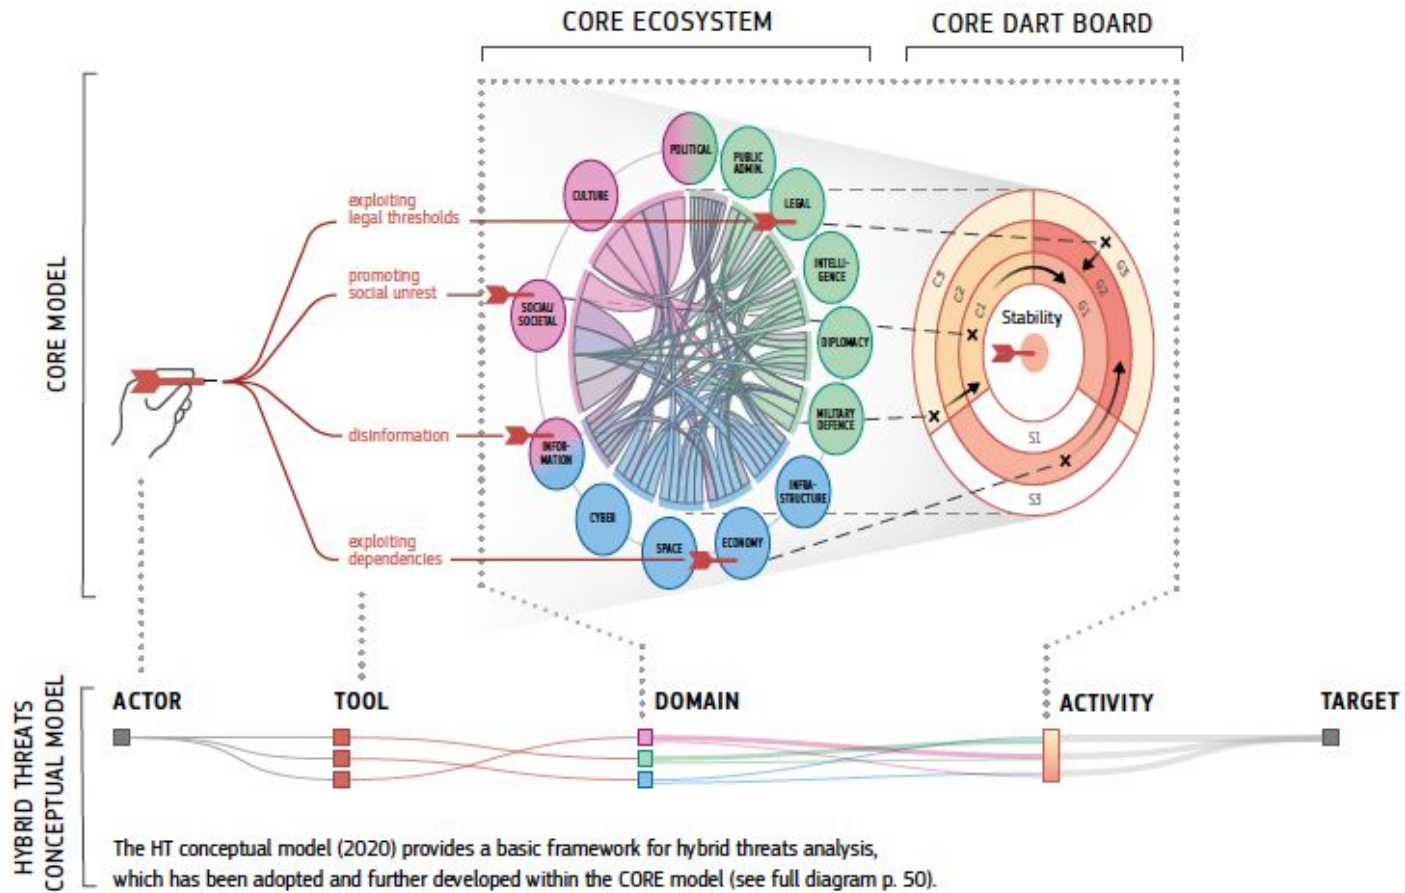 CORE ECOSYSTEM
CORE DART BOARD
CORE MODEL
exploiting
legal thresholds
promoting
social unrest
disinformation
exploiting
dependencies
POLITICAL
PUBLIC
ADMIN.
LEGAL
INTELLI-
GENCE
DIPLOMACY
MILITARY
DEFENCE
INFRA-
STRUCTURE
ECONOMY
SPACE
CYBER
INFOR-
MATION
SOCIAL/
SOCIETAL
CULTURE
C3
C2
C1
G1
G2
G3
Stability
S1
S3
HYBRID THREATS
CONCEPTUAL MODEL
ACTOR
TOOL
DOMAIN
ACTIVITY
TARGET
The HT conceptual model (2020) provides a basic framework for hybrid threats analysis,
which has been adopted and further developed within the CORE model (see full diagram p. 50).